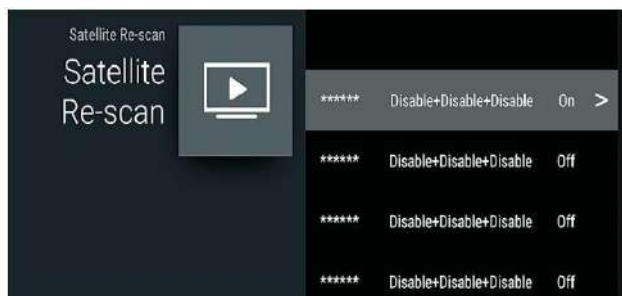 Satellite Re-scan
Satellite
Re-scan
****** Disable+Disable+Disable On >
****** Disable+Disable+Disable Off
****** Disable+Disable+Disable Off
****** Disable+Disable+Disable Off